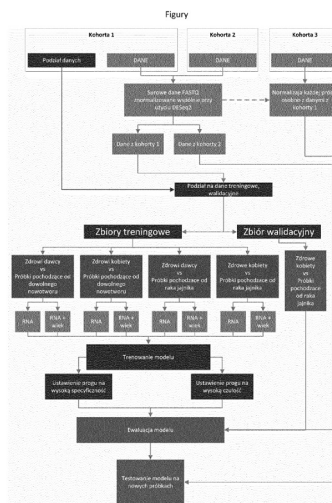 Figury
Kohorta 1
Kohorta 2
Kohorta 3
Podział danych
DANE
DANE
DANE
Surowe dane FASTQ
znormalizowane wspólnie przy
użyciu DESeq2
Normalizacja każdej
osobno z danymi z
kohorty 1
Dane z kohorty 1
Dane z kohorty 2
Podział na dane treningowe,
walidacyjne
Zbiory treningowe
Zbiór walidacyjny
Zdrowi dawcy
vs
Próbki pochodzące od
dowolnego
nowotworu
Zdrowi kobiety
vs
Próbki pochodzące od
dowolnego
nowotworu
Zdrowi dawcy
vs
Próbki pochodzące od
raka jajnika
Zdrowe kobiety
vs
Próbki pochodzące od
raka jajnika
Zdrowe
kobiety
vs
Próbki
pochodzące
od raka
jajnika
RNA
RNA +
wiek
RNA
RNA +
wiek
RNA
RNA +
wiek
RNA
RNA +
wiek
Trenowanie modelu
Ustawienie progu na
wysoką specyficzność
Ustawienie progu na
wysoką czułość
Ewaluacja modelu
Testowanie modelu na
nowych próbkach